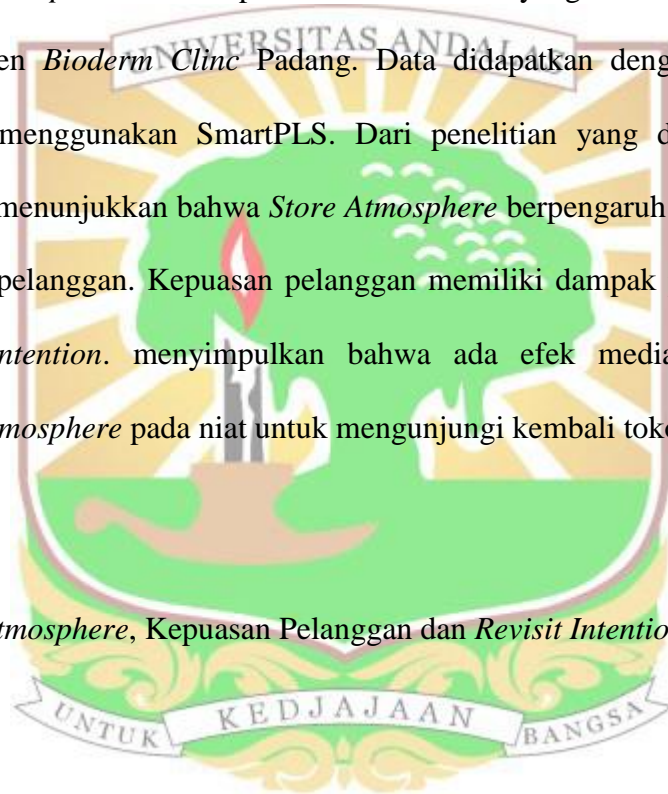 UNIVERSITAS ANDALAS
en Bioderm Clinc Padang. Data didapatkan deng
menggunakan SmartPLS. Dari penelitian yang d
menunjukkan bahwa Store Atmosphere berpengaruh
pelanggan. Kepuasan pelanggan memiliki dampak
ntention. menyimpulkan bahwa ada efek media
mosphere pada niat untuk mengunjungi kembali toko
tmosphere, Kepuasan Pelanggan dan Revisit Intentio
UNTUK KEDJAJAAN BANGSA